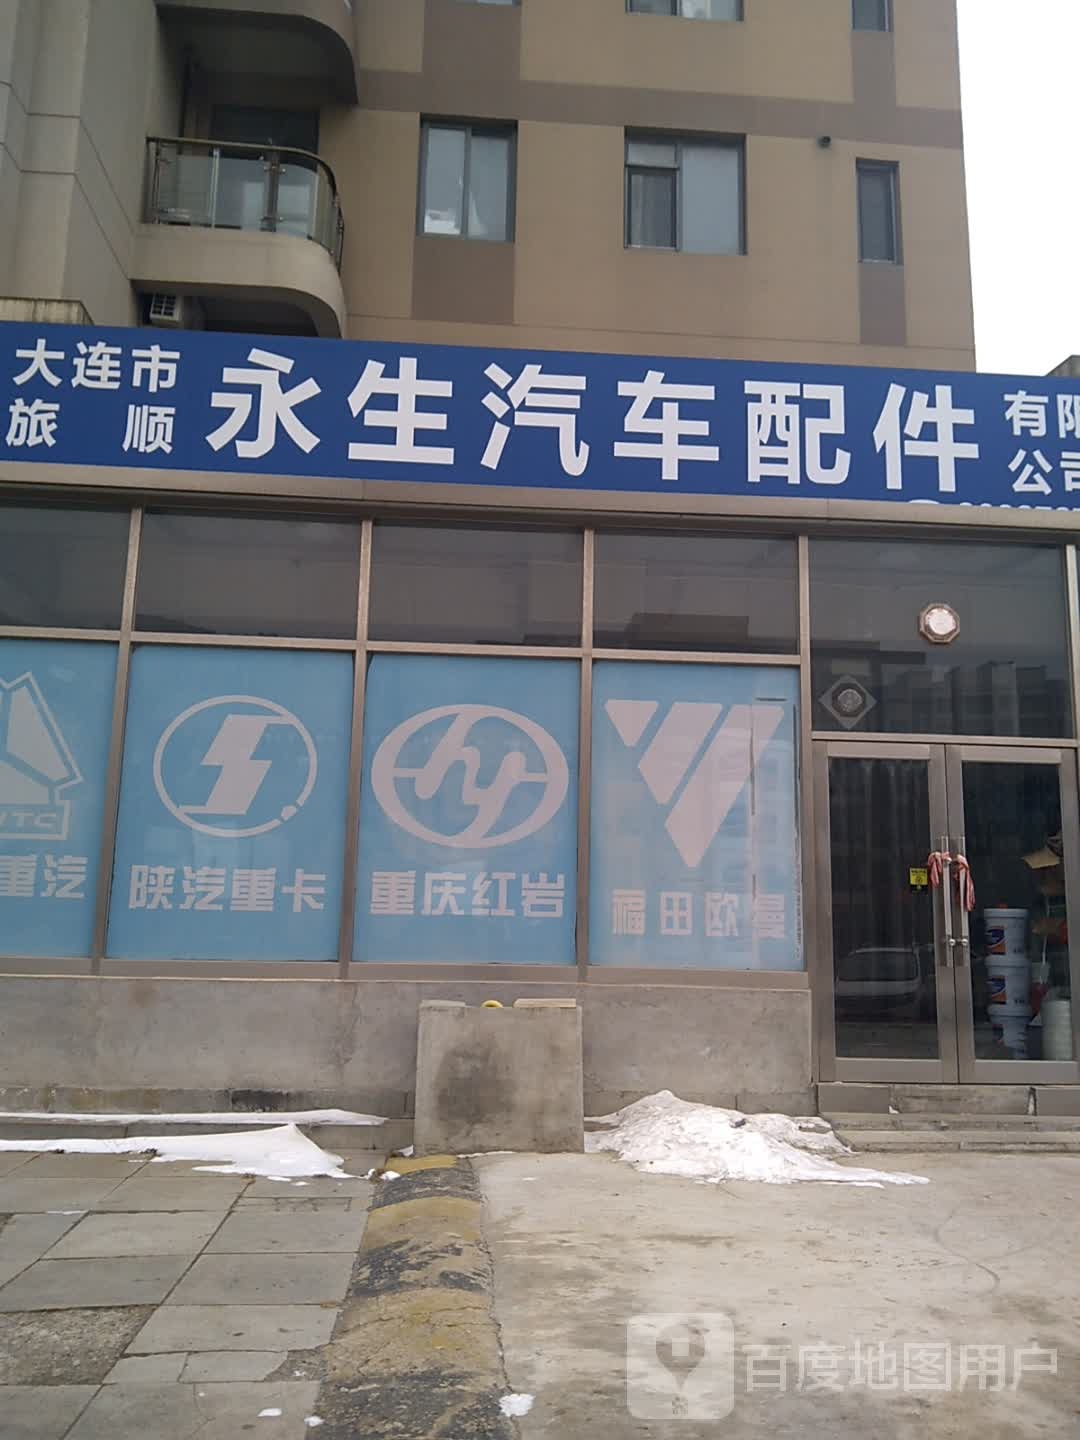 大连市
旅顺
永生汽车配件
有限
公司
重汽
陕汽重卡
hy
重庆红岩
福田欧曼
百度地图用户